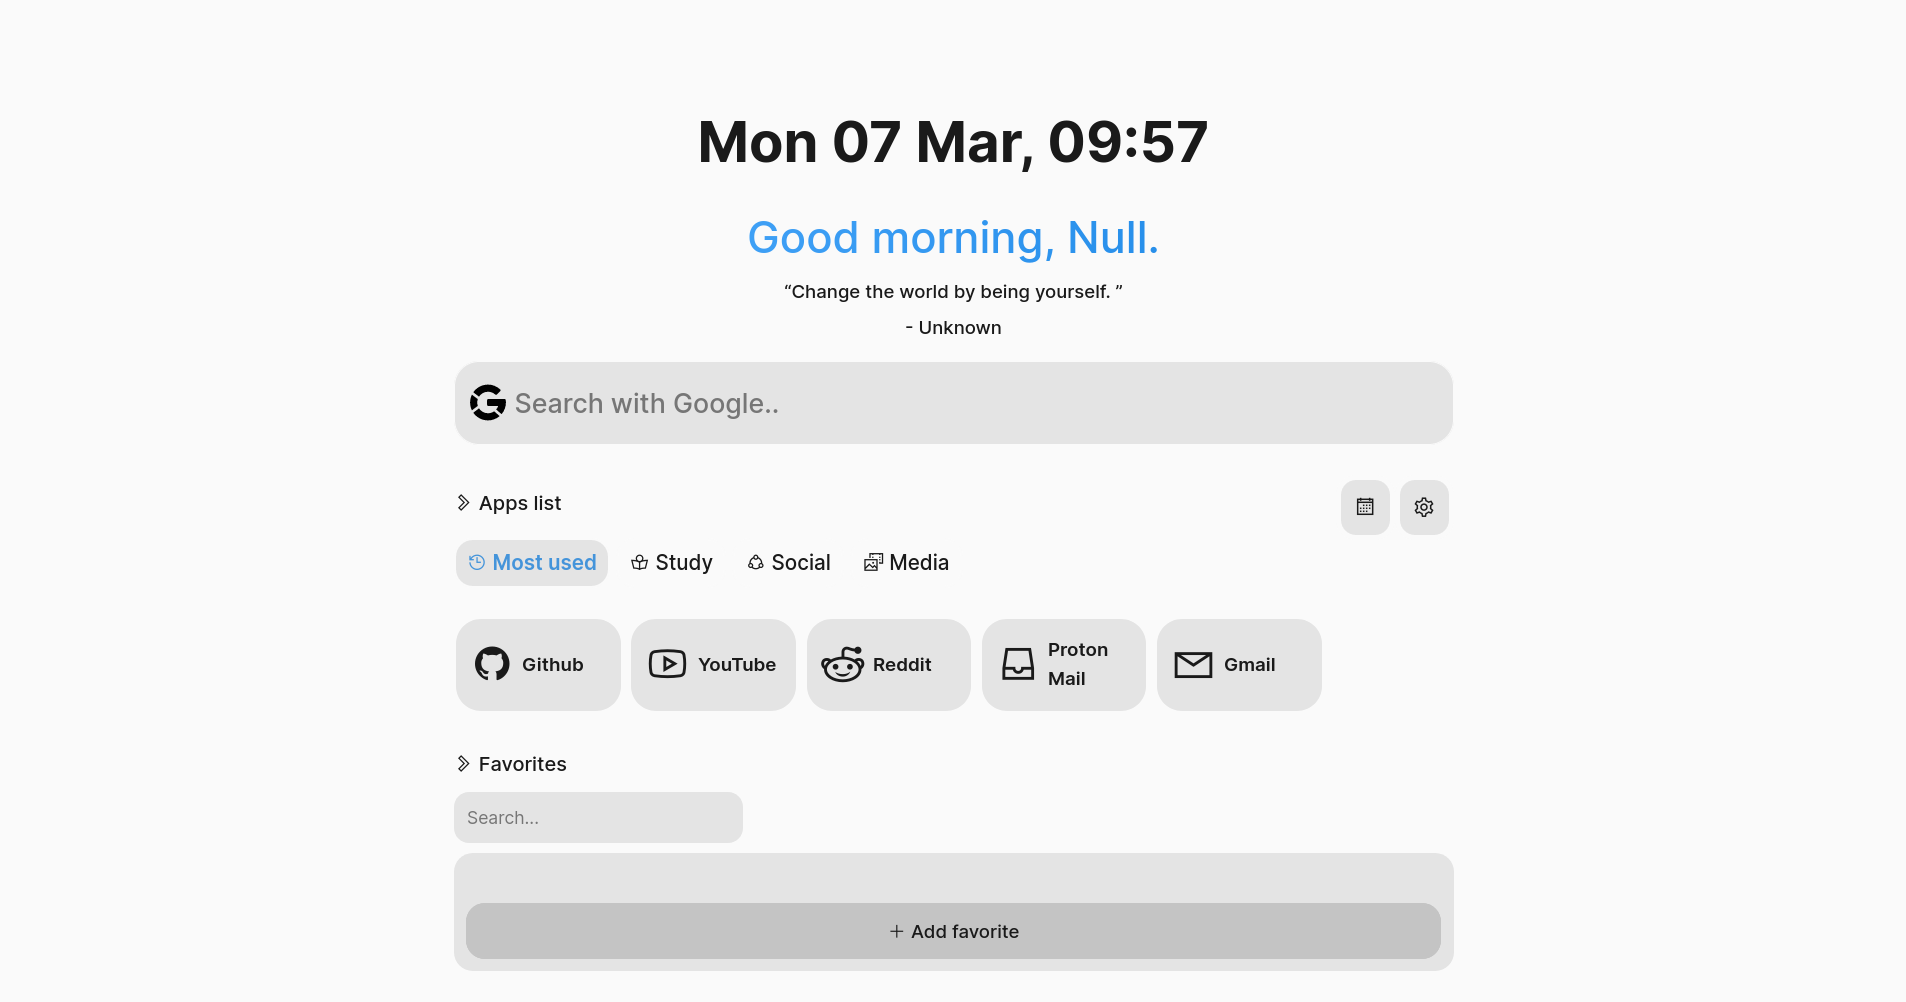 Mon 07 Mar, 09:57
Good morning, Null.
“Change the world by being yourself. ”
- Unknown
Search with Google..
Apps list
Most used Study Social Media
Github YouTube Reddit Proton Mail Gmail
Favorites
Search...
Add favorite